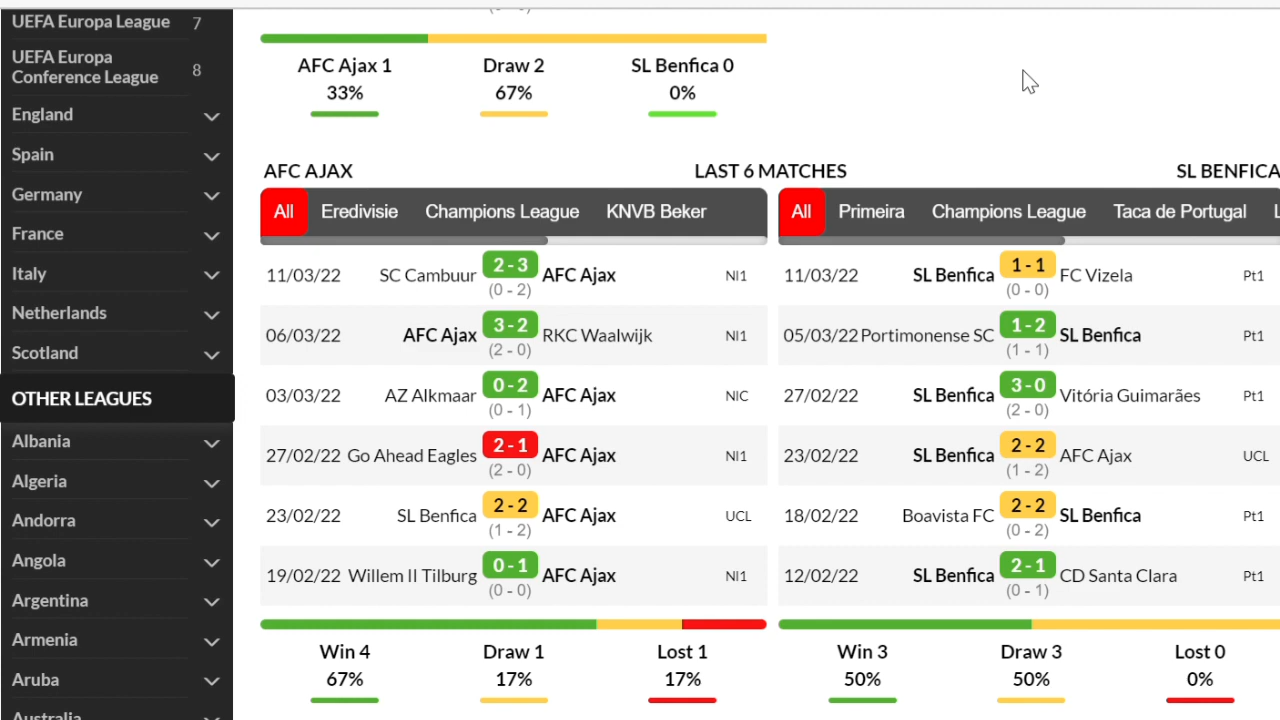 UEFA Europa League 7
UEFA Europa
Conference League 8
England
Spain
Germany
France
Italy
Netherlands
Scotland
OTHER LEAGUES
Albania
Algeria
Andorra
Angola
Argentina
Armenia
Aruba
Australia
AFC Ajax 1 Draw 2 SL Benfica 0
33% 67% 0%
AFC AJAX LAST 6 MATCHES SL BENFICA
All Eredivisie Champions League KNVB Beker
11/03/22 SC Cambuur 2 - 3 AFC Ajax Nl1
(0 - 2)
06/03/22 AFC Ajax 3 - 2 RKC Waalwijk Nl1
(2 - 0)
03/03/22 AZ Alkmaar 0 - 2 AFC Ajax NlC
(0 - 1)
27/02/22 Go Ahead Eagles 2 - 1 AFC Ajax Nl1
(2 - 0)
23/02/22 SL Benfica 2 - 2 AFC Ajax UCL
(1 - 2)
19/02/22 Willem II Tilburg 0 - 1 AFC Ajax Nl1
(0 - 0)
Win 4 Draw 1 Lost 1
67% 17% 17%
All Primeira Champions League Taca de Portugal
11/03/22 SL Benfica 1 - 1 FC Vizela Pt1
(0 - 0)
05/03/22 Portimonense SC 1 - 2 SL Benfica Pt1
(1 - 1)
27/02/22 SL Benfica 3 - 0 Vitória Guimarães Pt1
(2 - 0)
23/02/22 SL Benfica 2 - 2 AFC Ajax UCL
(1 - 2)
18/02/22 Boavista FC 2 - 2 SL Benfica Pt1
(0 - 2)
12/02/22 SL Benfica 2 - 1 CD Santa Clara Pt1
(0 - 1)
Win 3 Draw 3 Lost 0
50% 50% 0%